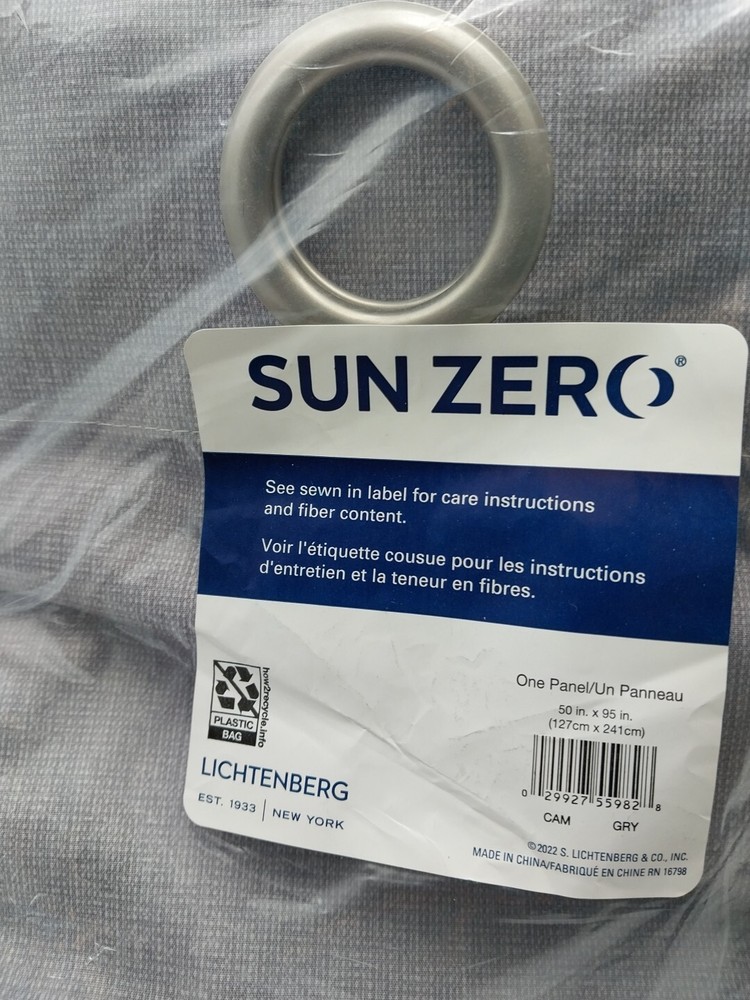 SUN ZERO®
See sewn in label for care instructions
and fiber content.
Voir l'étiquette cousue pour les instructions
d'entretien et la teneur en fibres.
PLASTIC
BAG
how2recycle.info
LICHTENBERG
EST. 1933 | NEW YORK
One Panel/Un Panneau
50 in. x 95 in.
(127cm x 241cm)
0 29927 55982 8
CAM GRY
©2022 S. LICHTENBERG & CO., INC.
MADE IN CHINA/FABRIQUÉ EN CHINE RN 16798